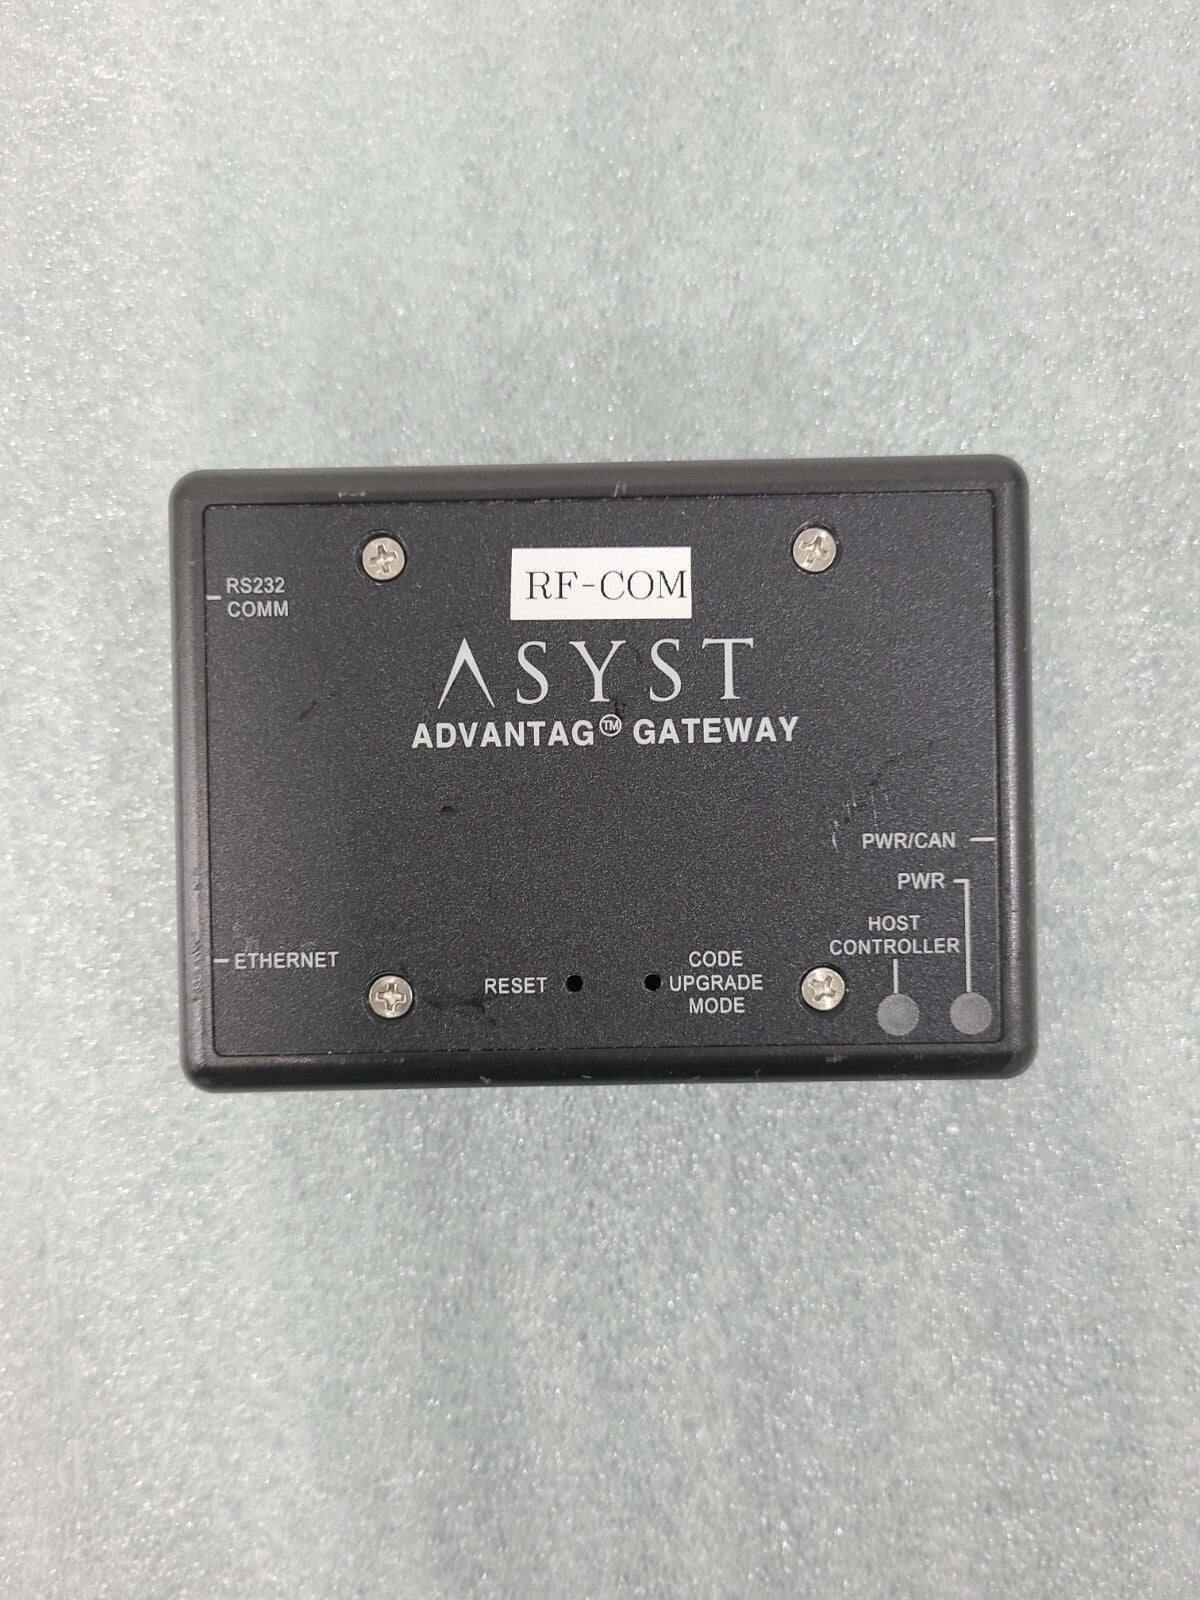 RF-COM
RS232
COMM
ASYST
ADVANTAG™ GATEWAY
PWR/CAN
PWR
HOST
CONTROLLER
ETHERNET
RESET
CODE
UPGRADE
MODE